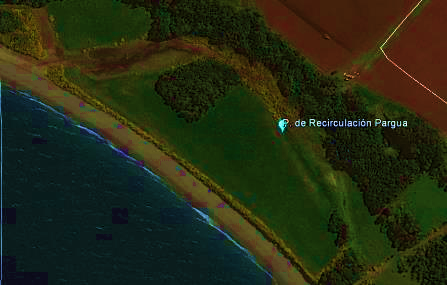 P. de Recirculación Pargua